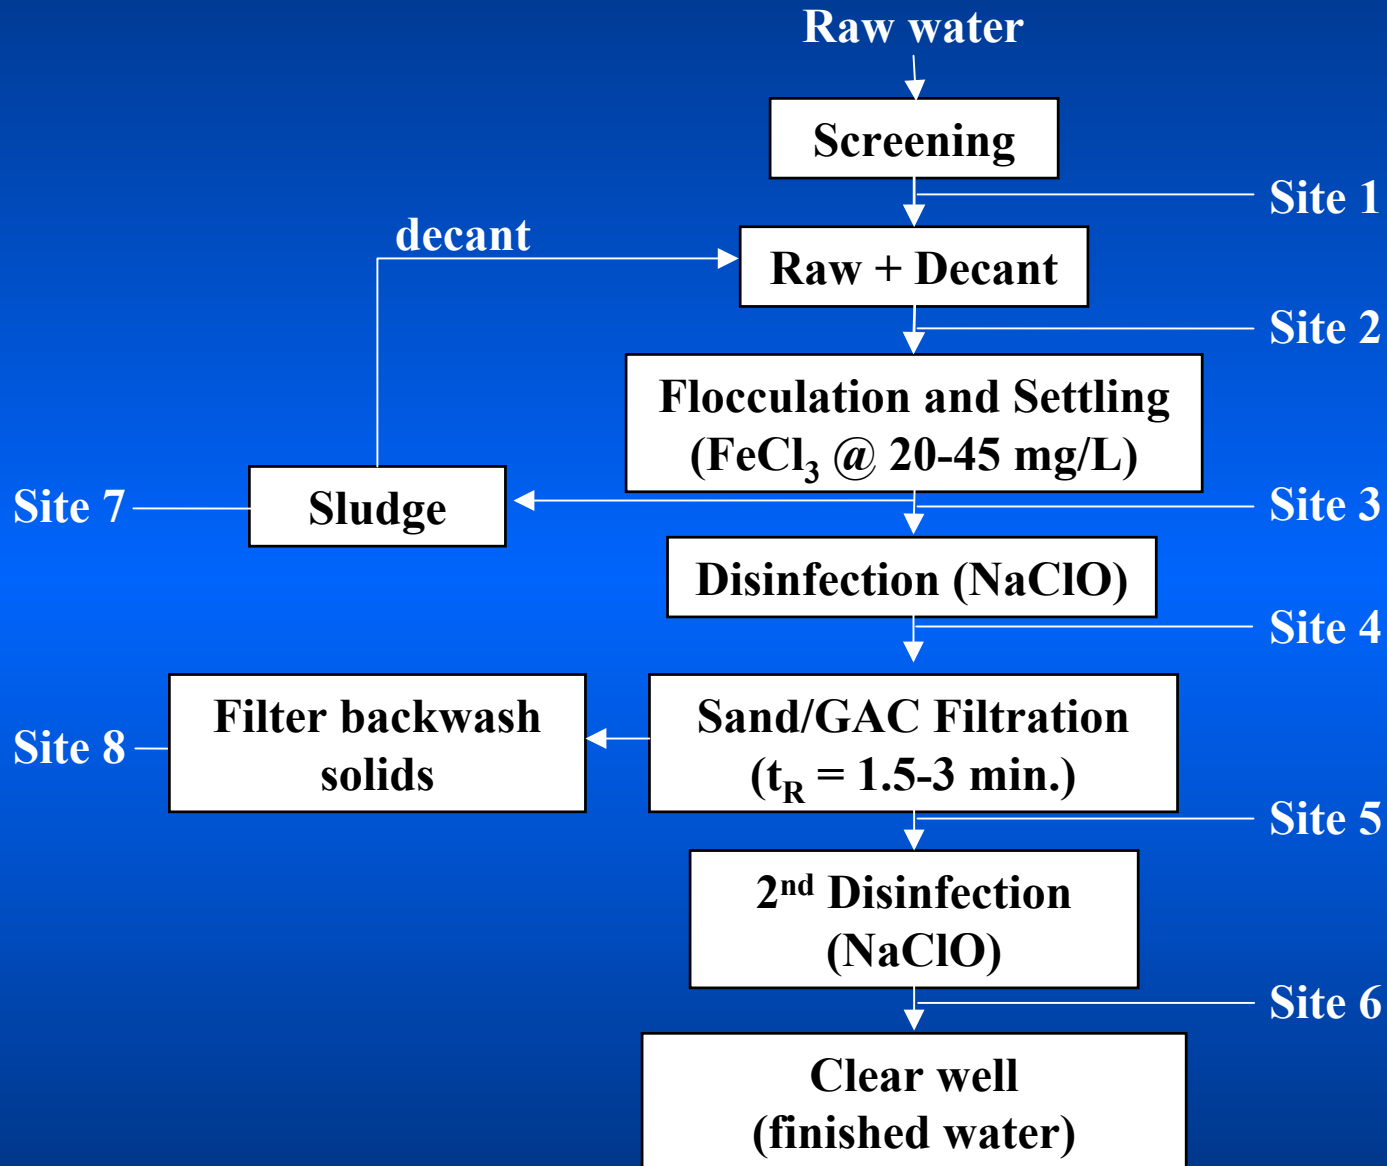 Raw water
Screening
Site 1
decant
Raw + Decant
Site 2
Flocculation and Settling
(FeCl₃ @ 20-45 mg/L)
Site 7
Sludge
Site 3
Disinfection (NaClO)
Site 4
Filter backwash
solids
Site 8
Sand/GAC Filtration
(t_R = 1.5-3 min.)
Site 5
2ⁿᵈ Disinfection
(NaClO)
Site 6
Clear well
(finished water)